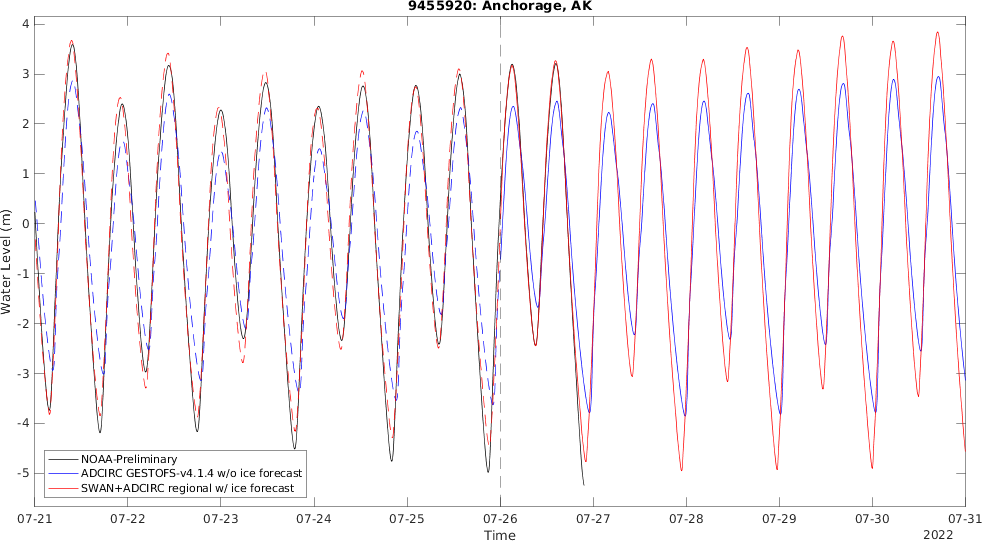 9455920: Anchorage, AK
4
3
2
1
0
-1
-2
-3
-4
-5
Water Level (m)
NOAA-Preliminary
ADCIRC GESTOFS-v4.1.4 w/o ice forecast
SWAN+ADCIRC regional w/ ice forecast
07-21 07-22 07-23 07-24 07-25 07-26 07-27 07-28 07-29 07-30 07-31
Time
2022